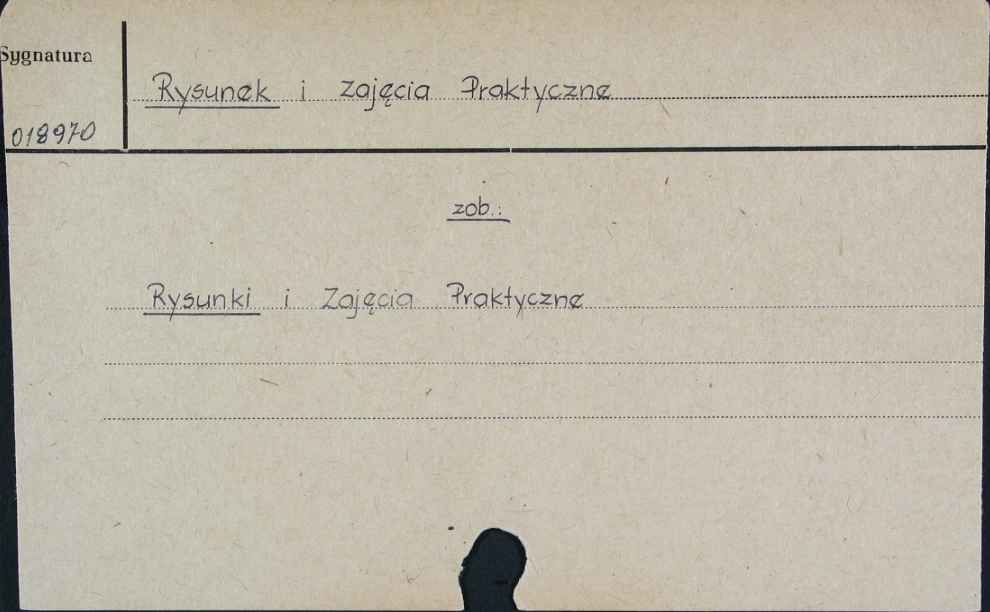 Sygnatura
Rysunek i Zajęcia Praktyczne
018970
zob.:
Rysunki i Zajęcia Praktyczne